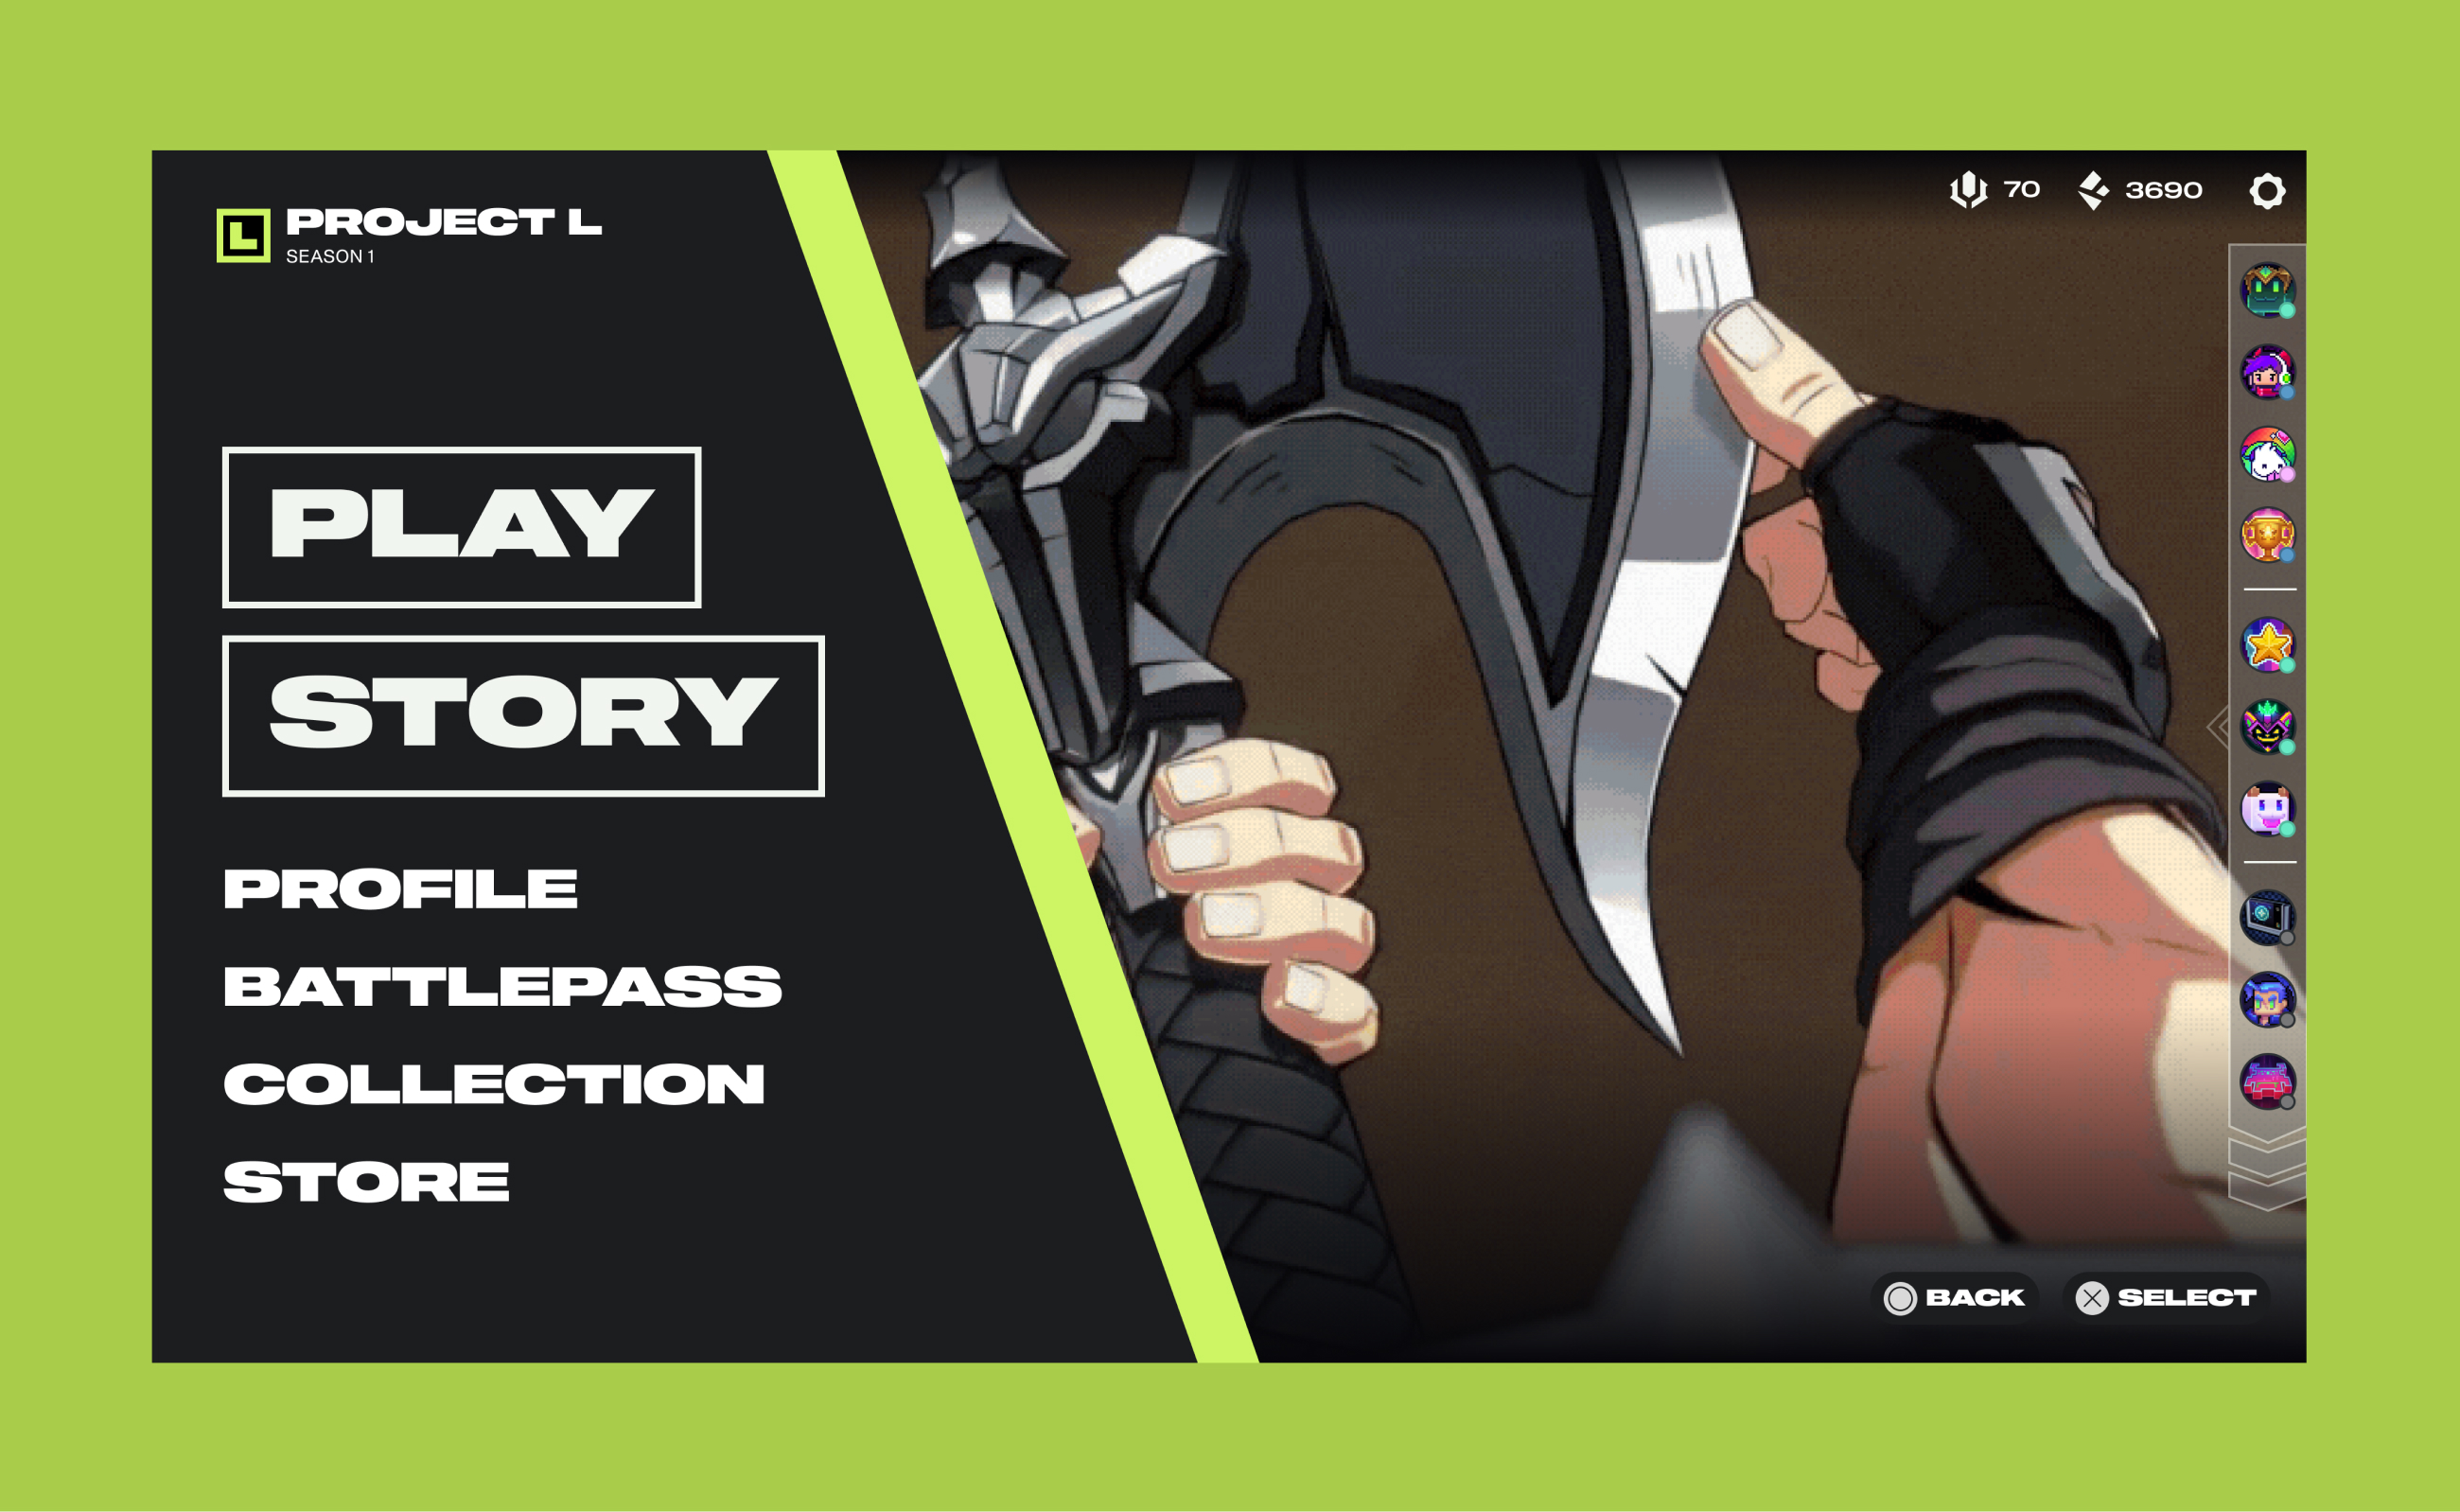 L
PROJECT L
SEASON 1
70
3690
PLAY
STORY
PROFILE
BATTLEPASS
COLLECTION
STORE
BACK
SELECT